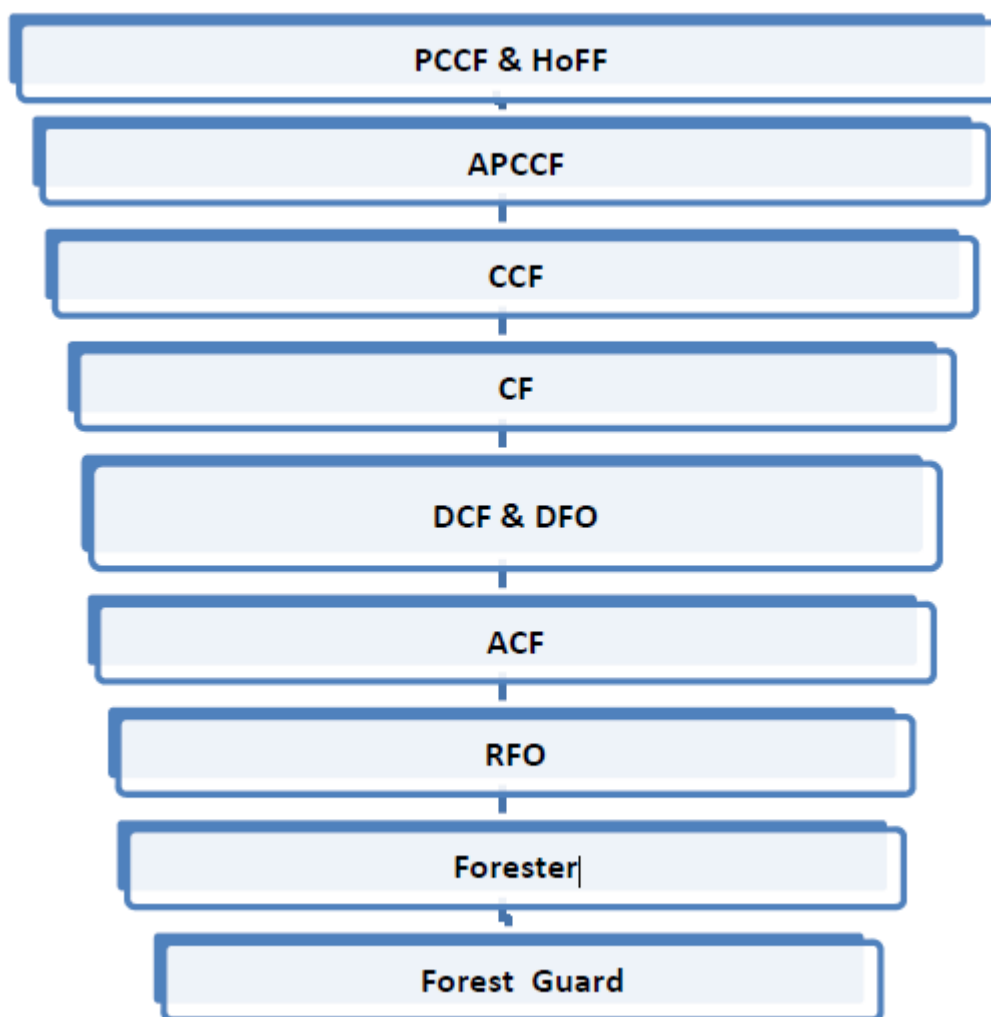 PCCF & HoFF
APCCF
CCF
CF
DCF & DFO
ACF
RFO
Forester
Forest Guard